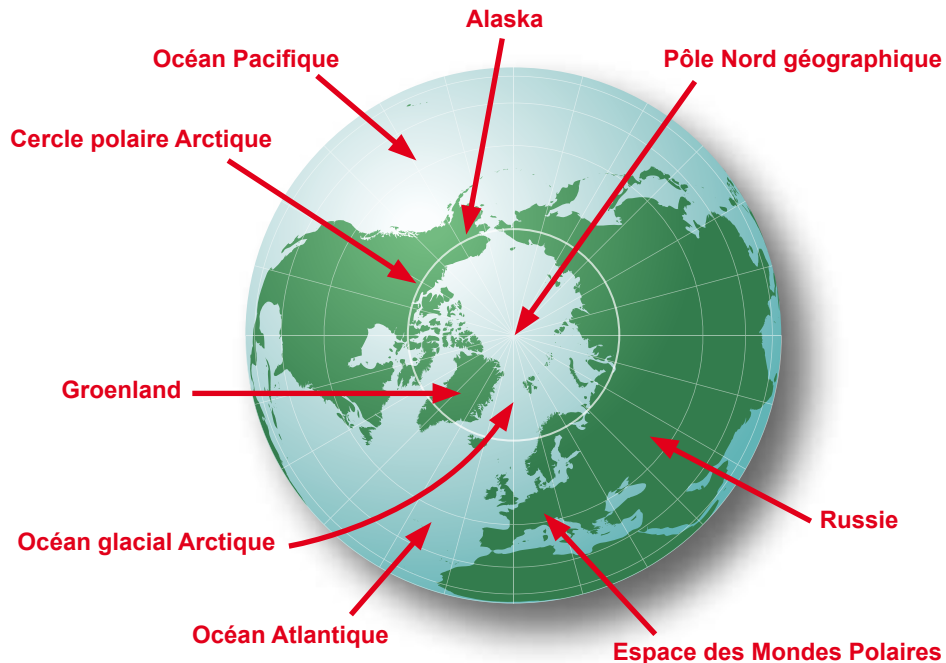 Alaska
Océan Pacifique
Pôle Nord géographique
Cercle polaire Arctique
Groenland
Russie
Océan glacial Arctique
Océan Atlantique
Espace des Mondes Polaires